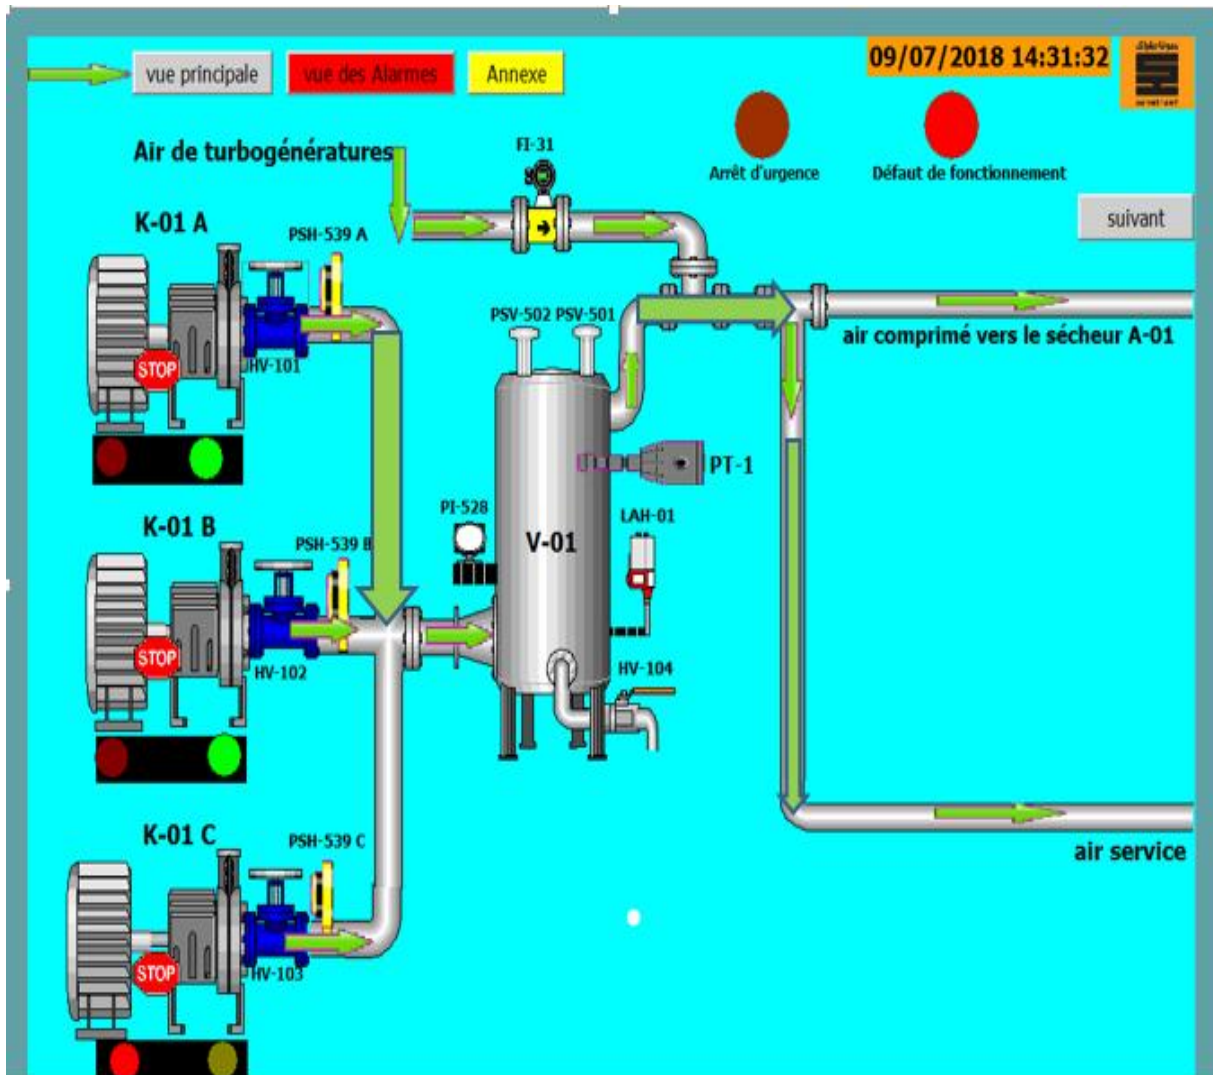 09/07/2018 14:31:32
vue principale
vue des Alarmes
Annexe
Air de turbogénératures
FI-31
Arrêt d'urgence
Défaut de fonctionnement
suivant
K-01 A
PSH-539 A
STOP
HV-101
PSV-502
PSV-501
air comprimé vers le sécheur A-01
PT-1
K-01 B
PSH-539 B
STOP
HV-102
PI-528
V-01
LAH-01
HV-104
K-01 C
PSH-539 C
STOP
HV-103
air service